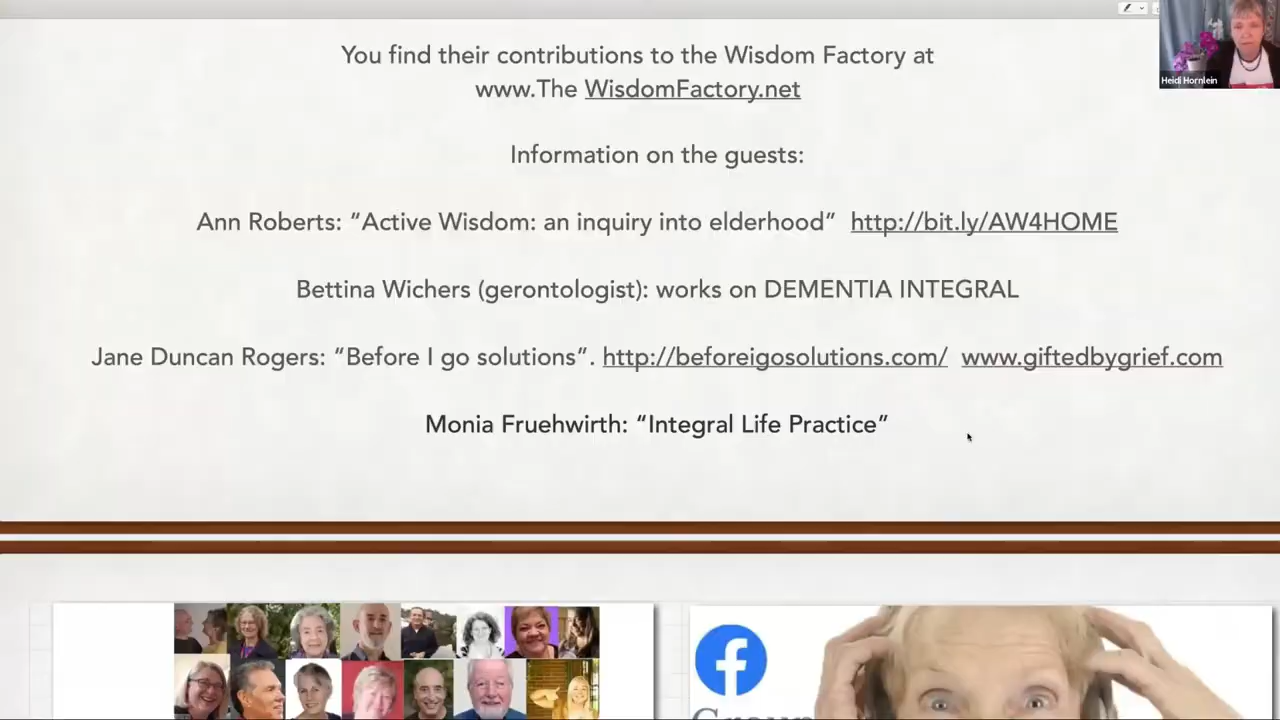 Heidi Hornlein
You find their contributions to the Wisdom Factory at
www.The WisdomFactory.net
Information on the guests:
Ann Roberts: “Active Wisdom: an inquiry into elderhood” http://bit.ly/AW4HOME
Bettina Wichers (gerontologist): works on DEMENTIA INTEGRAL
Jane Duncan Rogers: “Before I go solutions”. http://beforeigosolutions.com/ www.giftedbygrief.com
Monia Fruehwirth: “Integral Life Practice”
Group